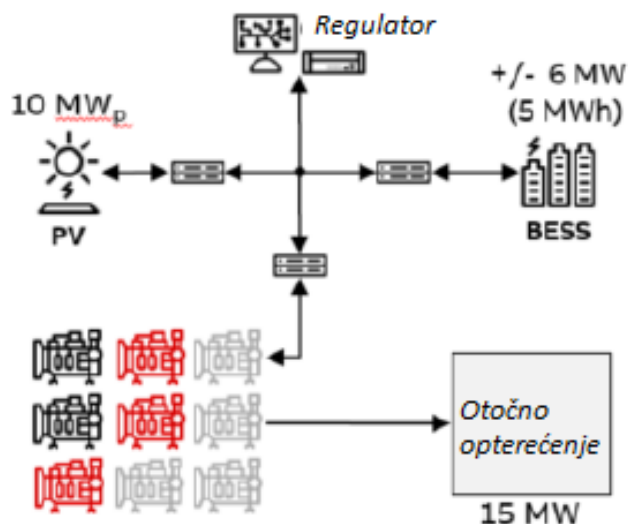 Regulator
10 MWp
+/- 6 MW
(5 MWh)
PV
BESS
Otočno
opterećenje
15 MW